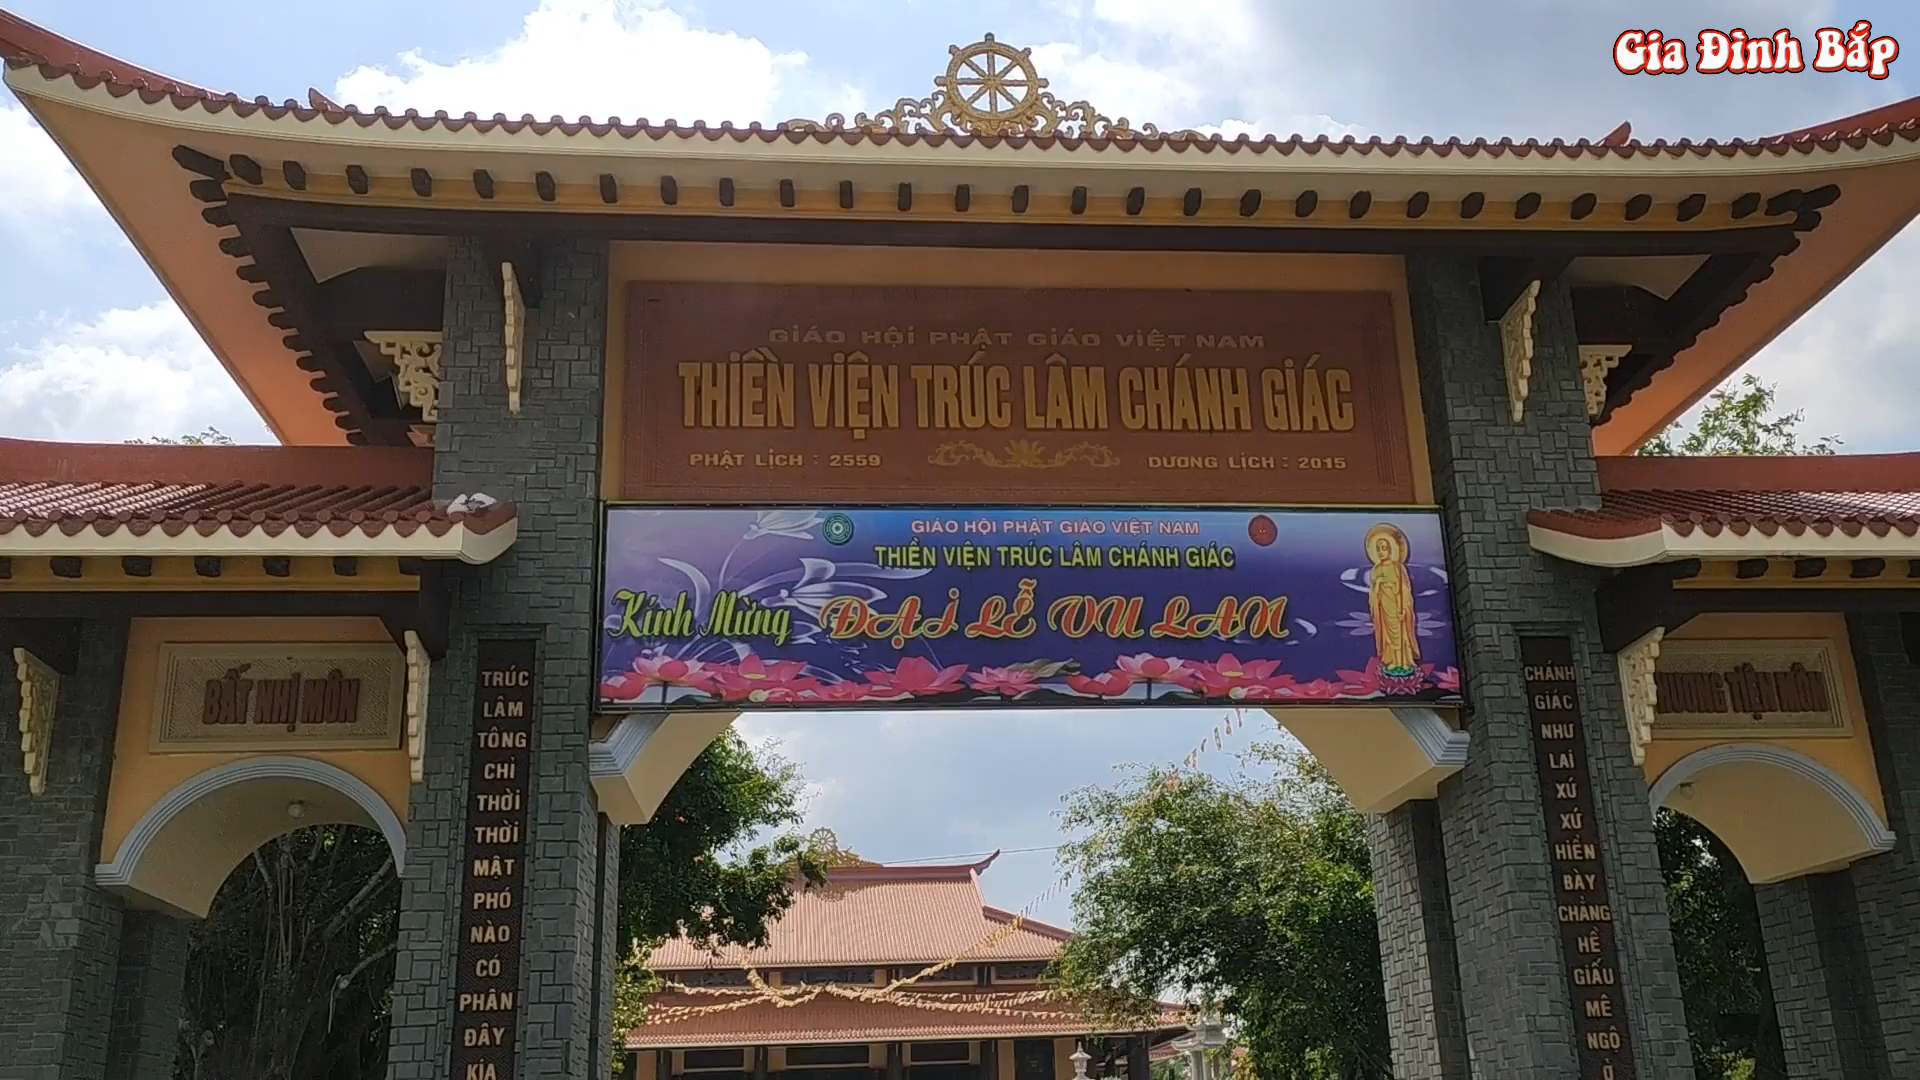 Gia Đình Bắp
GIÁO HỘI PHẬT GIÁO VIỆT NAM
THIỀN VIỆN TRÚC LÂM CHÁNH GIÁC
PHẬT LỊCH : 2559
DƯƠNG LỊCH : 2015
GIÁO HỘI PHẬT GIÁO VIỆT NAM
THIỀN VIỆN TRÚC LÂM CHÁNH GIÁC
Kính Mừng ĐẠI LỄ VU LAN
BẤT NHỊ MÔN
TRÚC
LÂM
TÔNG
CHỈ
THỜI
THỜI
MẬT
PHÓ
NÀO
CÓ
PHÂN
ĐÂY
KÍA
CHÁNH
GIÁC
NHƯ
LAI
XỨ
XỨ
HIỂN
BÀY
CHẲNG
HỀ
GIẤU
MÊ
NGỘ
TIỆN MÔN